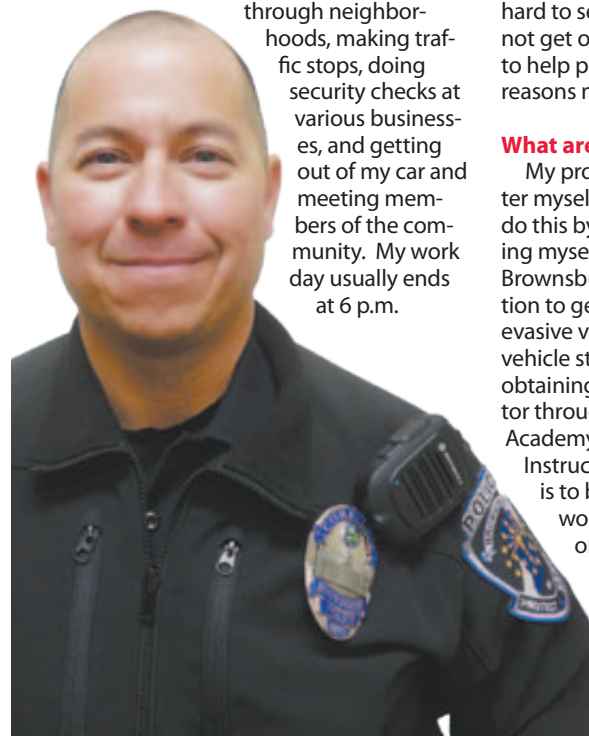 through neighbor-
hoods, making traf-
fic stops, doing
security checks at
various business-
es, and getting
out of my car and
meeting mem-
bers of the com-
munity. My work
day usually ends
at 6 p.m.
hard to se
not get o
to help p
reasons n
What are
My pro
ter mysel
do this by
ing myse
Brownsbu
tion to ge
evasive v
vehicle st
obtaining
tor throu
Academy
Instruc
is to b
wo
o
POLICE